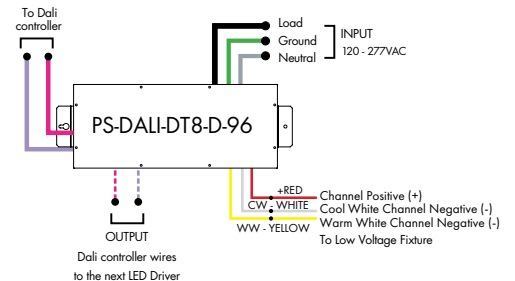 To Dali
controller
Load
Ground
Neutral
INPUT
120 - 277VAC
PS-DALI-DT8-D-96
+RED
CW - WHITE
WW - YELLOW
Channel Positive (+)
Cool White Channel Negative (-)
Warm White Channel Negative (-)
To Low Voltage Fixture
OUTPUT
Dali controller wires
to the next LED Driver